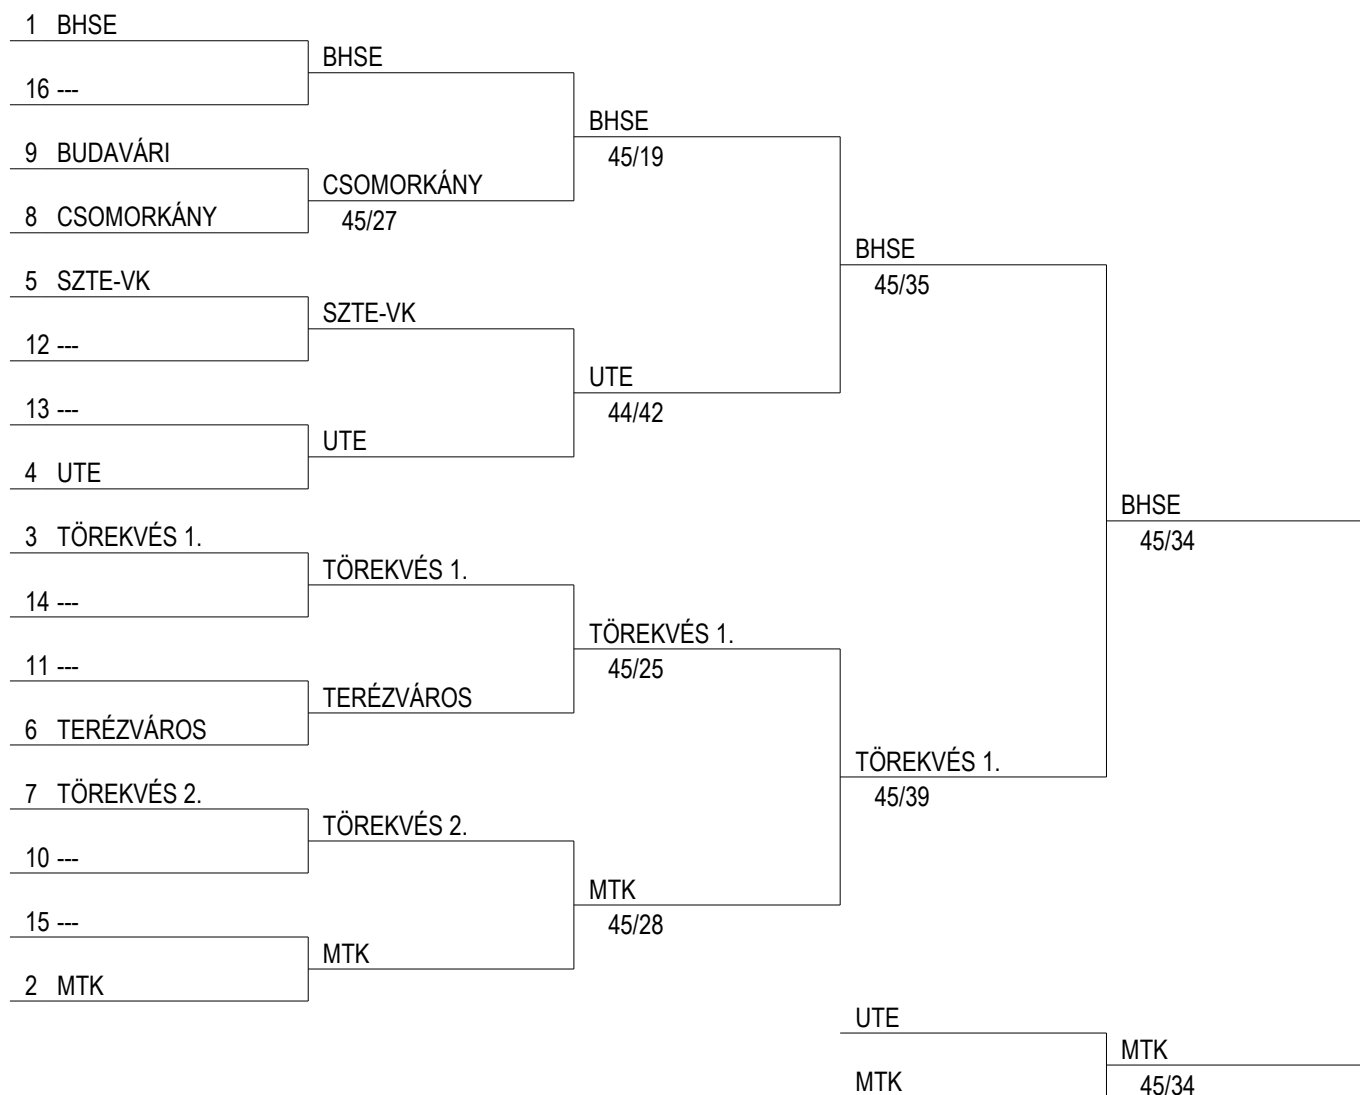 1 BHSE
BHSE
16 ---
BHSE
45/19
9 BUDAVÁRI
CSOMORKÁNY
45/27
8 CSOMORKÁNY
BHSE
45/35
5 SZTE-VK
SZTE-VK
12 ---
UTE
44/42
13 ---
UTE
4 UTE
BHSE
45/34
3 TÖREKVÉS 1.
TÖREKVÉS 1.
14 ---
TÖREKVÉS 1.
45/25
11 ---
TERÉZVÁROS
6 TERÉZVÁROS
TÖREKVÉS 1.
45/39
7 TÖREKVÉS 2.
TÖREKVÉS 2.
10 ---
MTK
45/28
15 ---
MTK
2 MTK
UTE
MTK
45/34
MTK